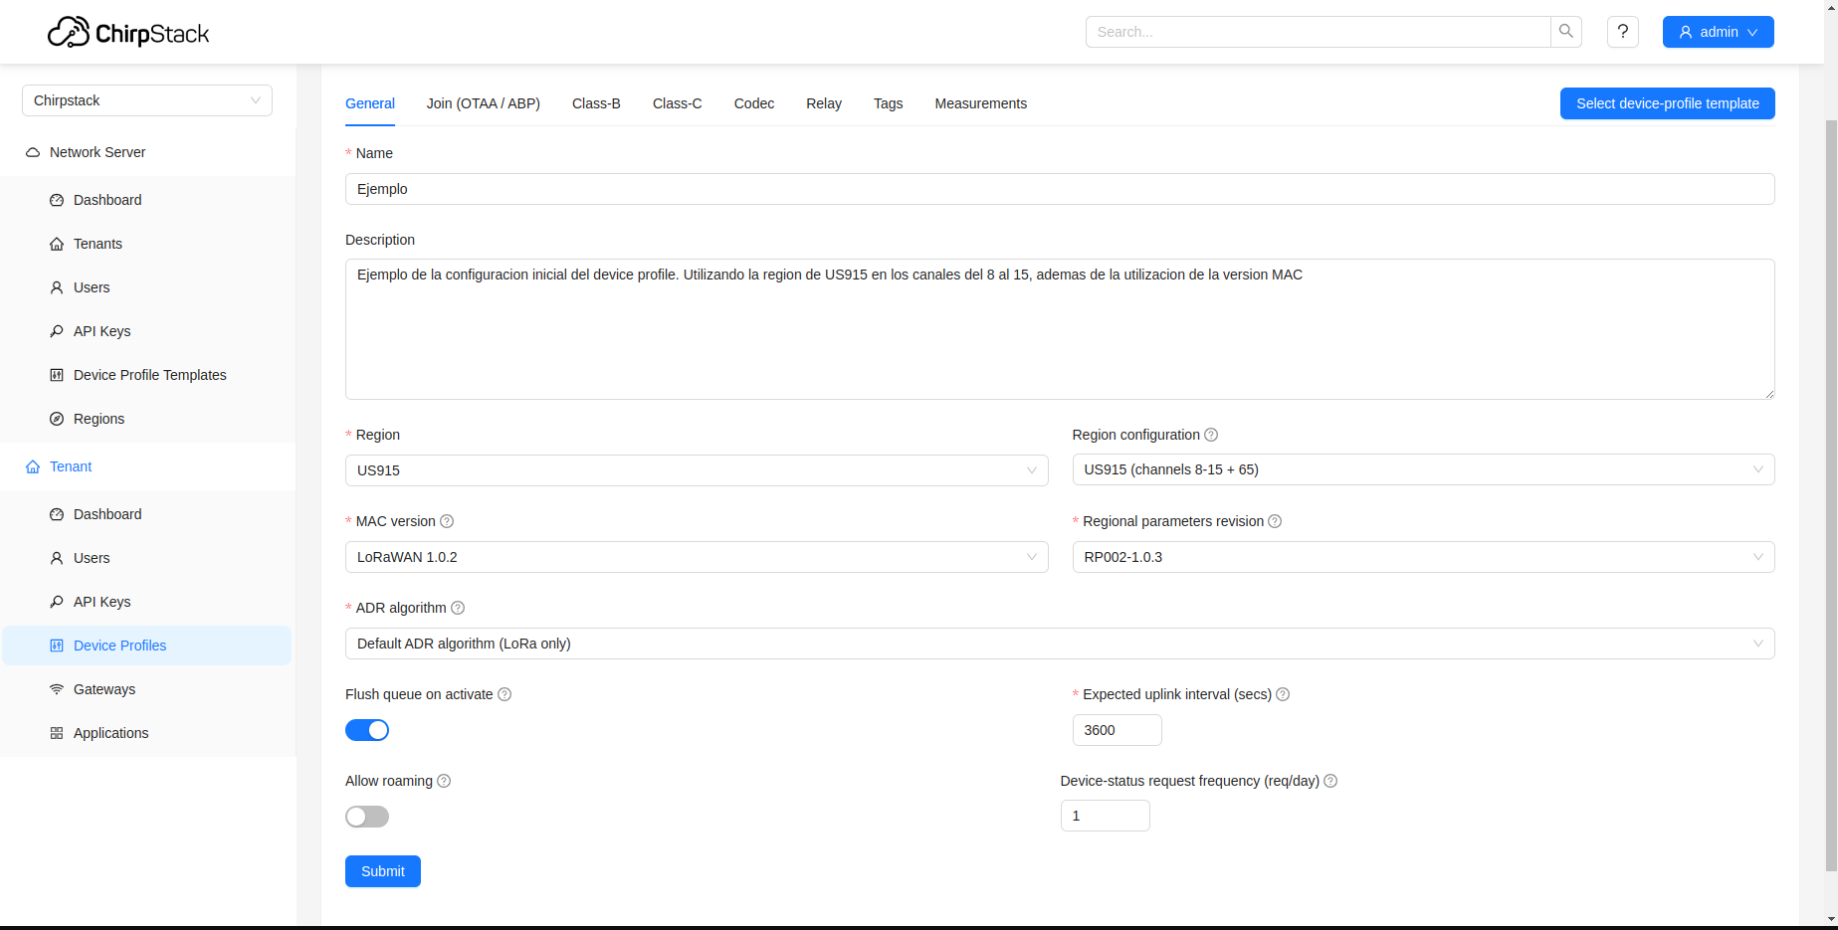 ChirpStack
Search...
?
admin
Chirpstack
Network Server
Dashboard
Tenants
Users
API Keys
Device Profile Templates
Regions
Tenant
Dashboard
Users
API Keys
Device Profiles
Gateways
Applications
General Join (OTAA / ABP) Class-B Class-C Codec Relay Tags Measurements
Select device-profile template
* Name
Ejemplo
Description
Ejemplo de la configuracion inicial del device profile. Utilizando la region de US915 en los canales del 8 al 15, ademas de la utilizacion de la version MAC
* Region
US915
Region configuration ?
US915 (channels 8-15 + 65)
* MAC version ?
LoRaWAN 1.0.2
* Regional parameters revision ?
RP002-1.0.3
* ADR algorithm ?
Default ADR algorithm (LoRa only)
Flush queue on activate ?
* Expected uplink interval (secs) ?
3600
Allow roaming ?
Device-status request frequency (req/day) ?
1
Submit